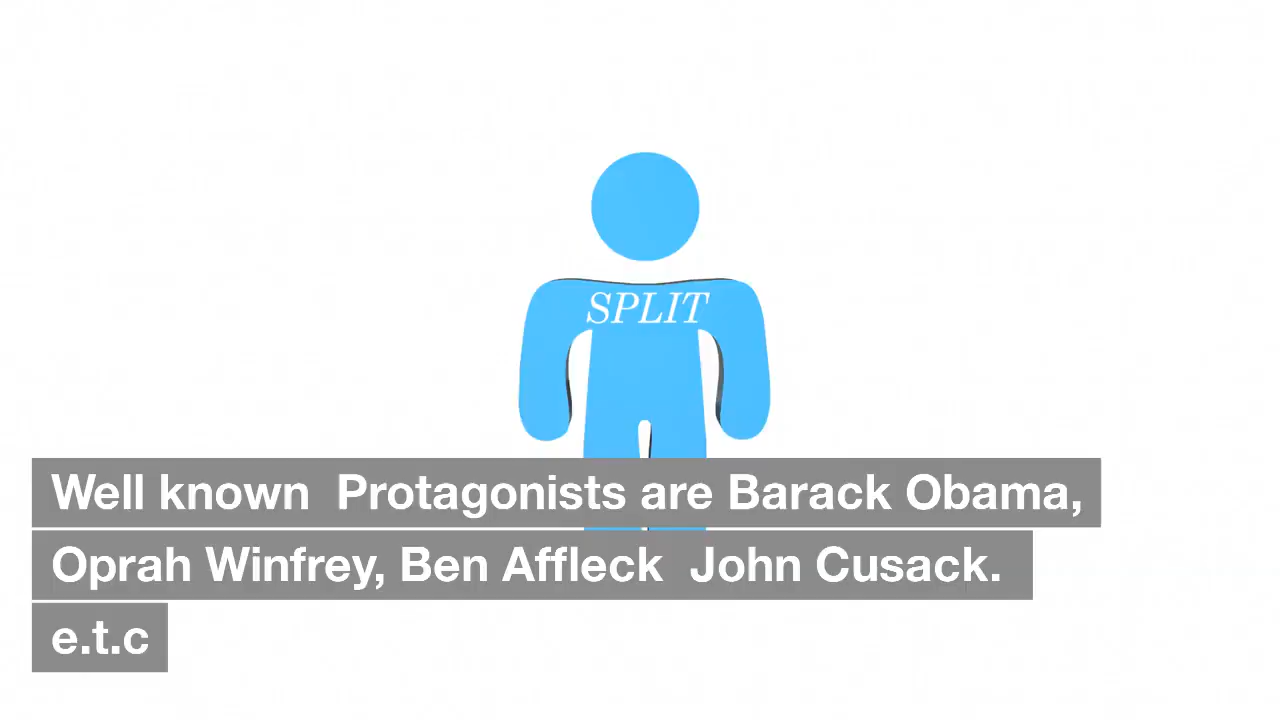 SPLIT
Well known  Protagonists are Barack Obama,
Oprah Winfrey, Ben Affleck  John Cusack.
e.t.c